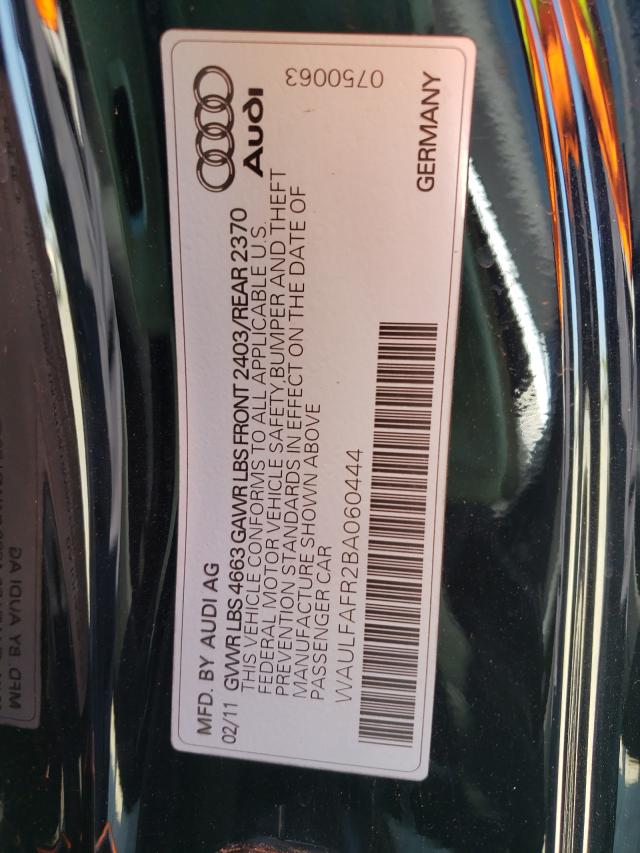 MFD. BY AUDI AG
02/11 GVWR LBS 4663 GAWR LBS FRONT 2403/REAR 2370
THIS VEHICLE CONFORMS TO ALL APPLICABLE U.S.
FEDERAL MOTOR VEHICLE SAFETY,BUMPER AND THEFT
PREVENTION STANDARDS IN EFFECT ON THE DATE OF
MANUFACTURE SHOWN ABOVE
PASSENGER CAR
WAULFAFR2BA060444
Audi
0750063
GERMANY